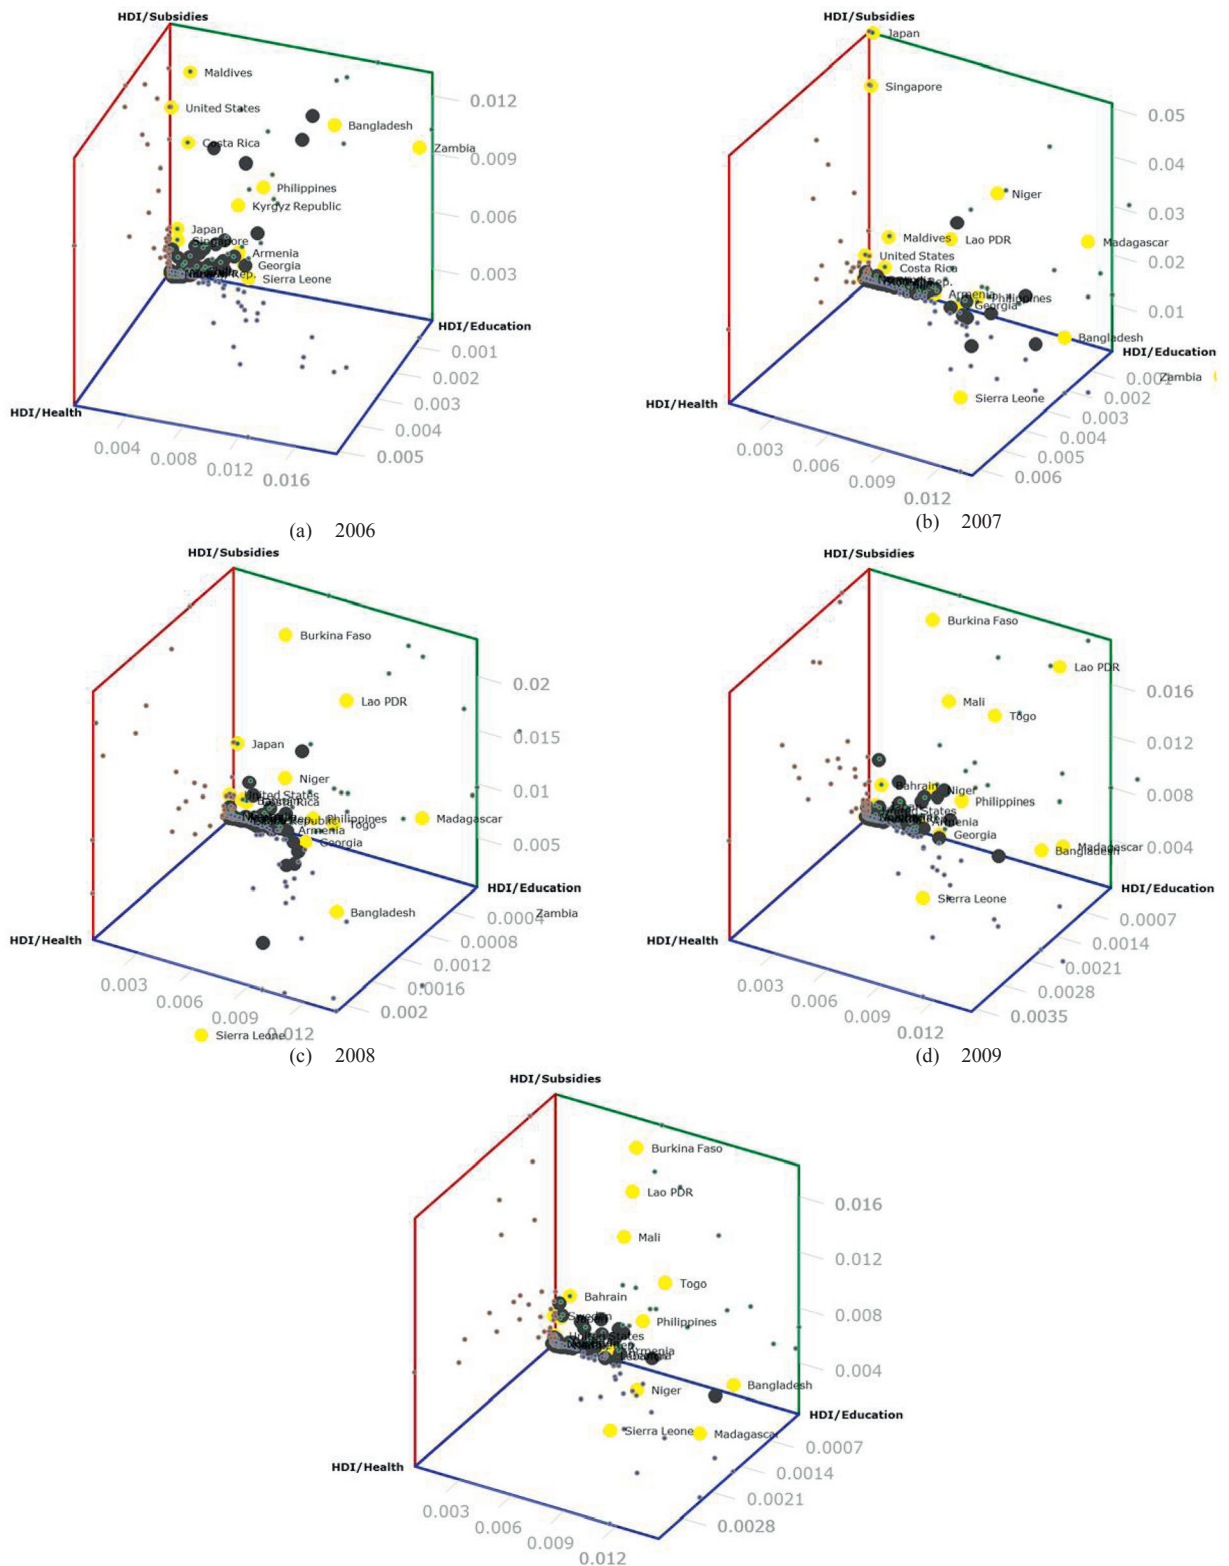 HDI/Subsidies
Maldives
0.012
United States
Bangladesh
Costa Rica
Zambia
0.009
Philippines
Kyrgyz Republic
0.006
Japan
Singapore
Armenia
Georgia
0.003
Sierra Leone
HDI/Education
0.001
0.002
0.003
HDI/Health
0.004
0.004
0.008
0.005
0.012
0.016
(a) 2006
HDI/Subsidies
Japan
Singapore
0.05
0.04
Niger
0.03
Maldives
Lao PDR
Madagascar
United States
0.02
Costa Rica
Armenia
Philippines
Georgia
0.01
Bangladesh
HDI/Education
0.001
Zambia
0.002
Sierra Leone
HDI/Health
0.003
0.004
0.003
0.005
0.006
0.006
0.009
0.012
(b) 2007
HDI/Subsidies
Burkina Faso
0.02
Lao PDR
0.015
Japan
Niger
0.01
United States
Costa Rica
Philippines
Madagascar
Togo
Armenia
Georgia
0.005
HDI/Education
Bangladesh
0.0004
Zambia
HDI/Health
0.0008
0.0012
0.003
0.0016
0.006
0.002
0.009
0.012
Sierra Leone
(c) 2008
HDI/Subsidies
Burkina Faso
Lao PDR
0.016
Mali
Togo
0.012
Bahrain
Niger
0.008
Philippines
United States
Armenia
Georgia
Madagascar
0.004
Bangladesh
HDI/Education
Sierra Leone
0.0007
HDI/Health
0.0014
0.0021
0.003
0.0028
0.006
0.0035
0.009
0.012
(d) 2009
HDI/Subsidies
Burkina Faso
Lao PDR
0.016
Mali
0.012
Togo
Bahrain
Sweden
Japan
Philippines
0.008
United States
Armenia
0.004
Bangladesh
Niger
HDI/Education
Sierra Leone
Madagascar
0.0007
HDI/Health
0.0014
0.0021
0.003
0.0028
0.006
0.009
0.012